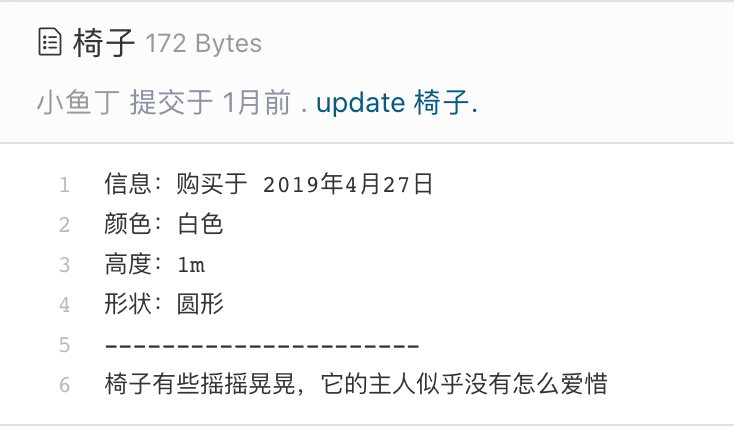 椅子 172 Bytes
小鱼丁 提交于 1月前 . update 椅子.
1 信息：购买于 2019年4月27日
2 颜色：白色
3 高度：1m
4 形状：圆形
5 ----------------------
6 椅子有些摇摇晃晃，它的主人似乎没有怎么爱惜